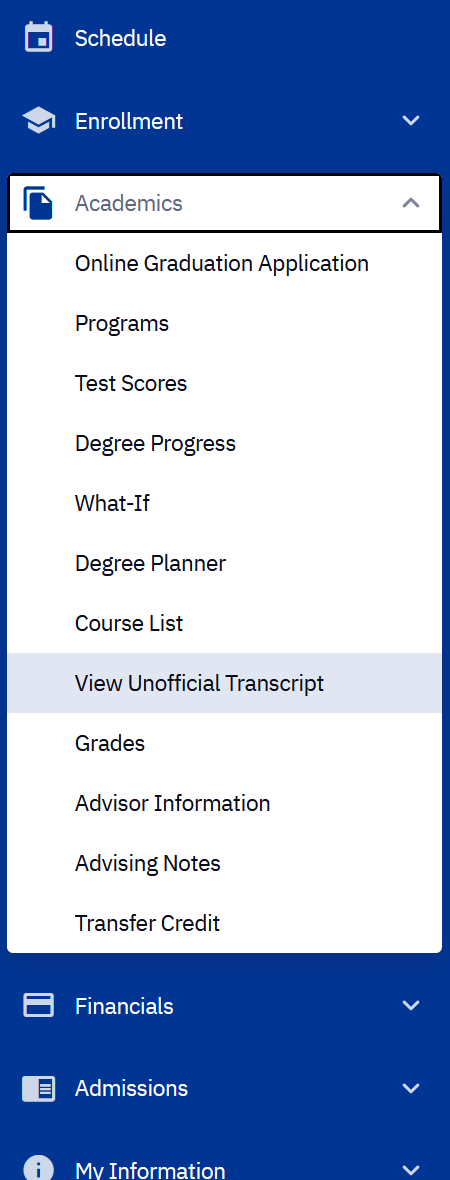 Schedule
Enrollment
Academics
Online Graduation Application
Programs
Test Scores
Degree Progress
What-If
Degree Planner
Course List
View Unofficial Transcript
Grades
Advisor Information
Advising Notes
Transfer Credit
Financials
Admissions
My Information